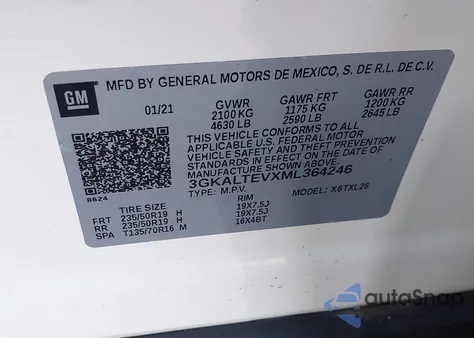 GM
MFD BY GENERAL MOTORS DE MEXICO, S. DE R.L. DE C.V.
01/21 GVWR GAWR FRT GAWR RR
2100 KG 1175 KG 1200 KG
4630 LB 2590 LB 2645 LB
THIS VEHICLE CONFORMS TO ALL
APPLICABLE U.S. FEDERAL MOTOR
VEHICLE SAFETY, BUMPER, AND THEFT
PREVENTION STANDARDS IN EFFECT ON
THE DATE OF MANUFACTURE SHOWN ABOVE.
3GKALTEVXML364246
TYPE: M.P.V. MODEL: X6TXL26
8624
TIRE SIZE RIM
FRT 235/50R19 H 19X7.5J
RR 235/50R19 H 19X7.5J
SPA T135/70R16 M 16X4BT
autoSnap